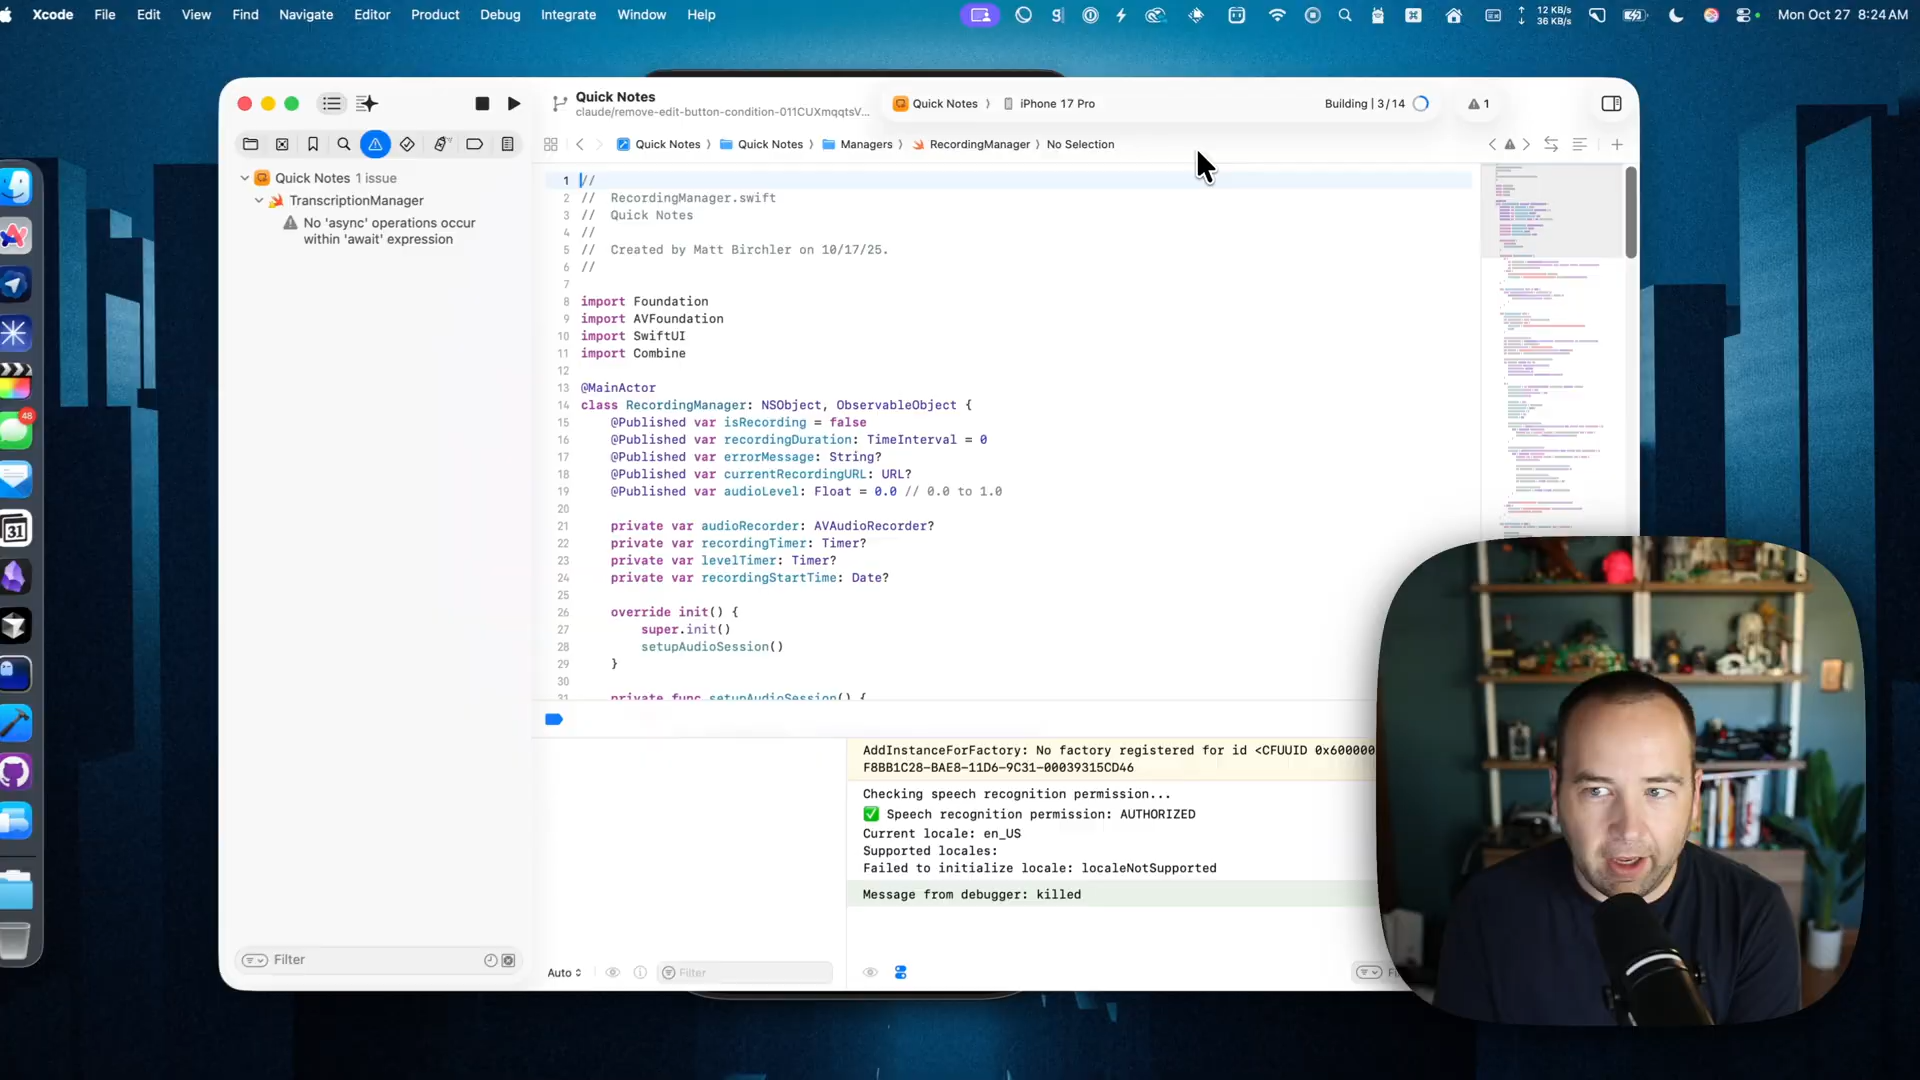 Xcode File Edit View Find Navigate Editor Product Debug Integrate Window Help
12 KB/s
36 KB/s
Mon Oct 27 8:24 AM
48
31
Quick Notes
claude/remove-edit-button-condition-011CUXmqqtsV...
Quick Notes 〉 iPhone 17 Pro
Building | 3/14
1
Quick Notes 〉 Quick Notes 〉 Managers 〉 RecordingManager 〉 No Selection
Quick Notes 1 issue
TranscriptionManager
No 'async' operations occur
within 'await' expression
Filter
1 //
2 //  RecordingManager.swift
3 //  Quick Notes
4 //
5 //  Created by Matt Birchler on 10/17/25.
6 //
7
8 import Foundation
9 import AVFoundation
10 import SwiftUI
11 import Combine
12
13 @MainActor
14 class RecordingManager: NSObject, ObservableObject {
15     @Published var isRecording = false
16     @Published var recordingDuration: TimeInterval = 0
17     @Published var errorMessage: String?
18     @Published var currentRecordingURL: URL?
19     @Published var audioLevel: Float = 0.0 // 0.0 to 1.0
20
21     private var audioRecorder: AVAudioRecorder?
22     private var recordingTimer: Timer?
23     private var levelTimer: Timer?
24     private var recordingStartTime: Date?
25
26     override init() {
27         super.init()
28         setupAudioSession()
29     }
30
31     private func setupAudioSession() {
AddInstanceForFactory: No factory registered for id <CFUUID 0x600000
F8BB1C28-BAE8-11D6-9C31-00039315CD46
Checking speech recognition permission...
✅ Speech recognition permission: AUTHORIZED
Current locale: en_US
Supported locales:
Failed to initialize locale: localeNotSupported
Message from debugger: killed
Auto
Filter